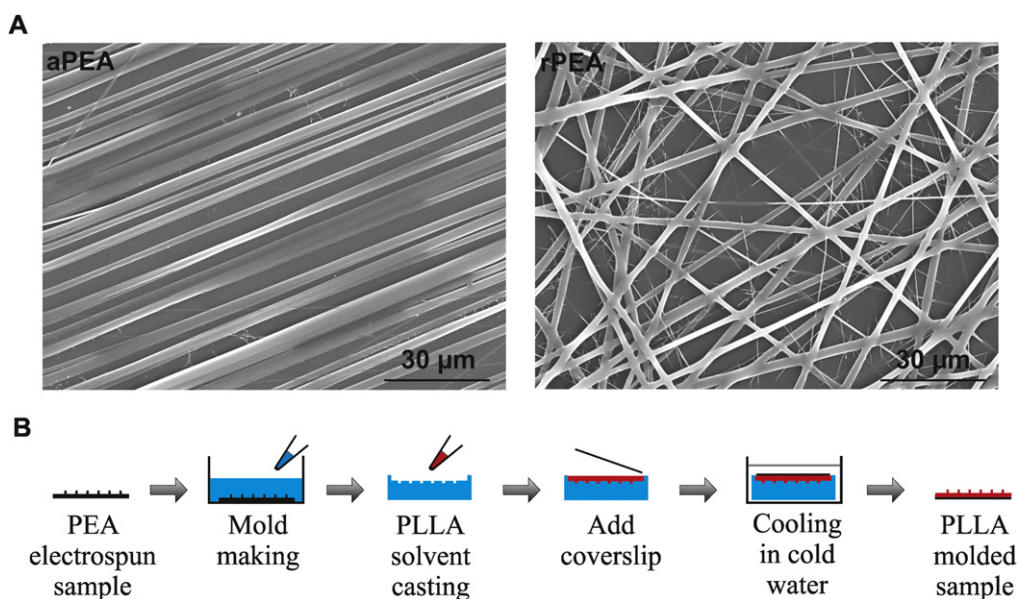 A
aPEA
rPEA
30 µm
30 µm
B
PEA
electrospun
sample
Mold
making
PLLA
solvent
casting
Add
coverslip
Cooling
in cold
water
PLLA
molded
sample